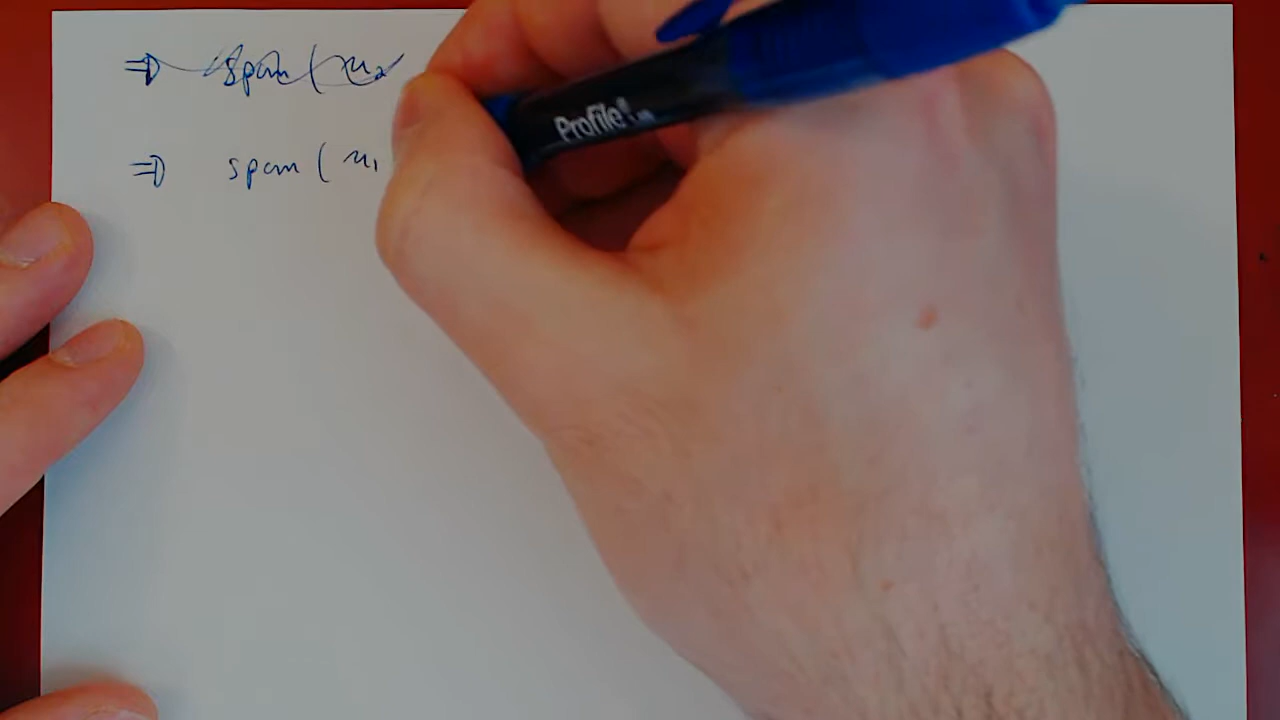 ⇒ span (u₂
⇒ span ( u₁
Profile